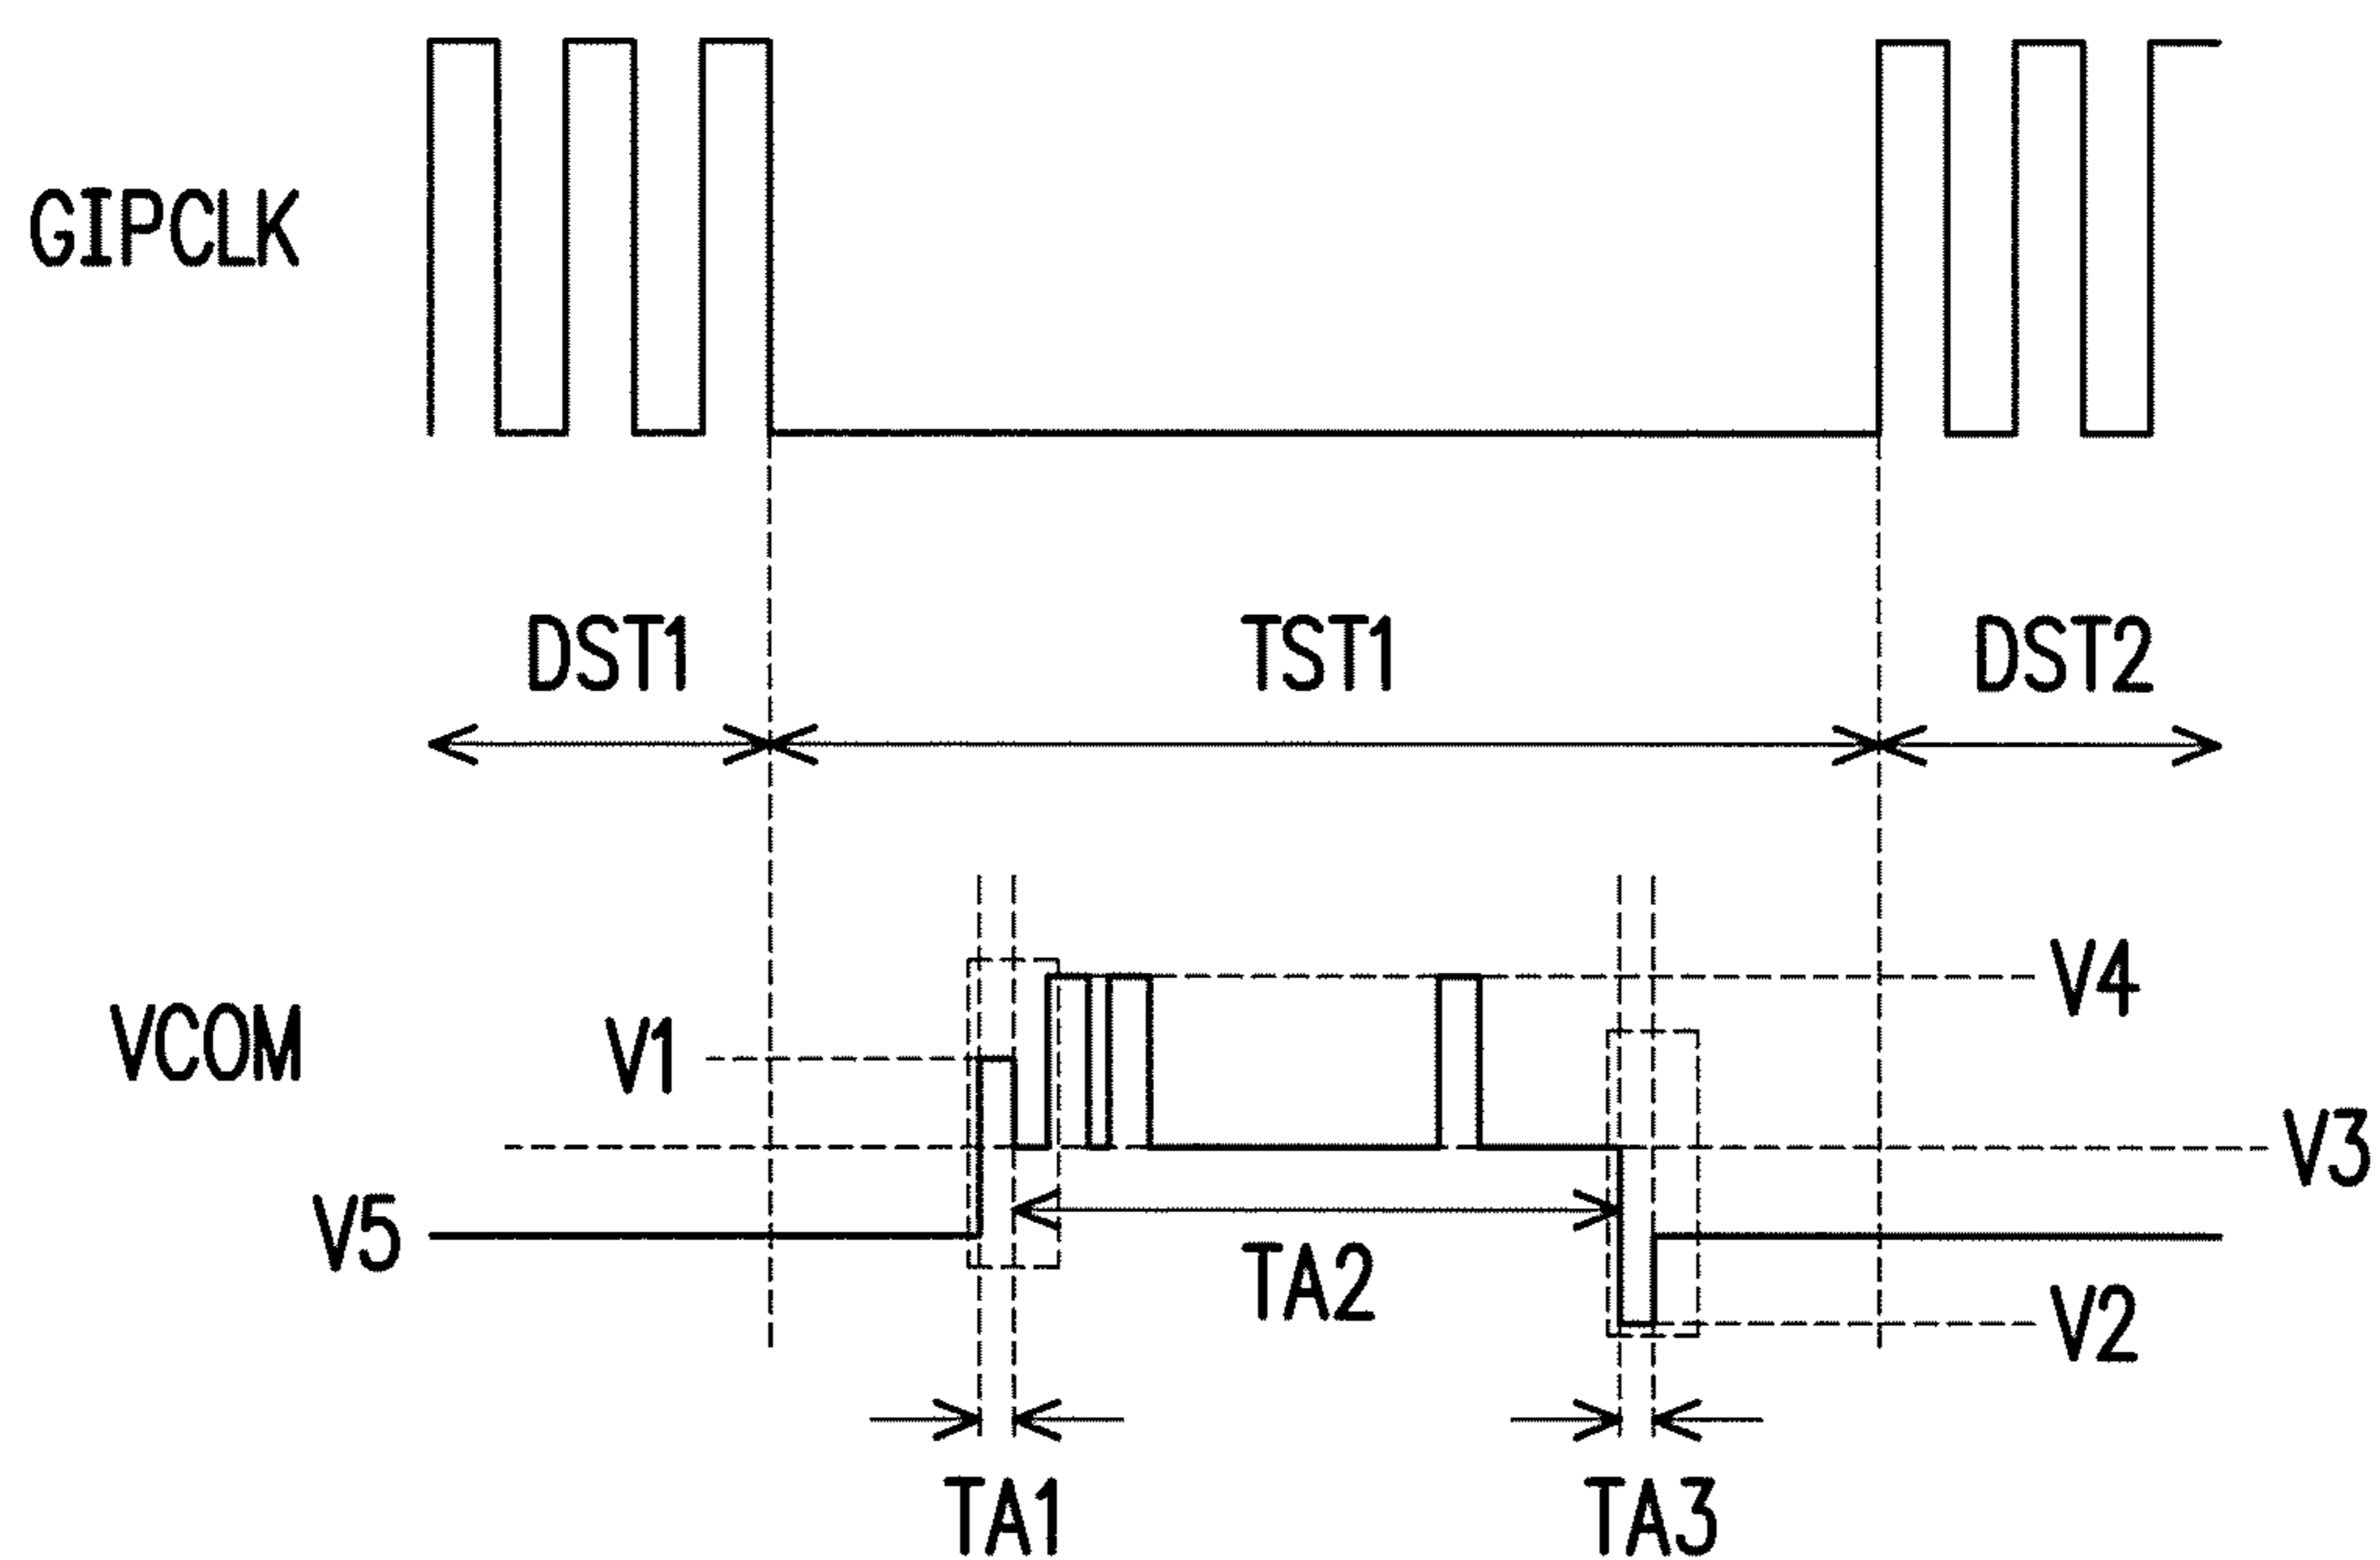 GIPCLK
DST1
TST1
DST2
V4
VCOM
V1
V3
V5
TA2
V2
TA1
TA3